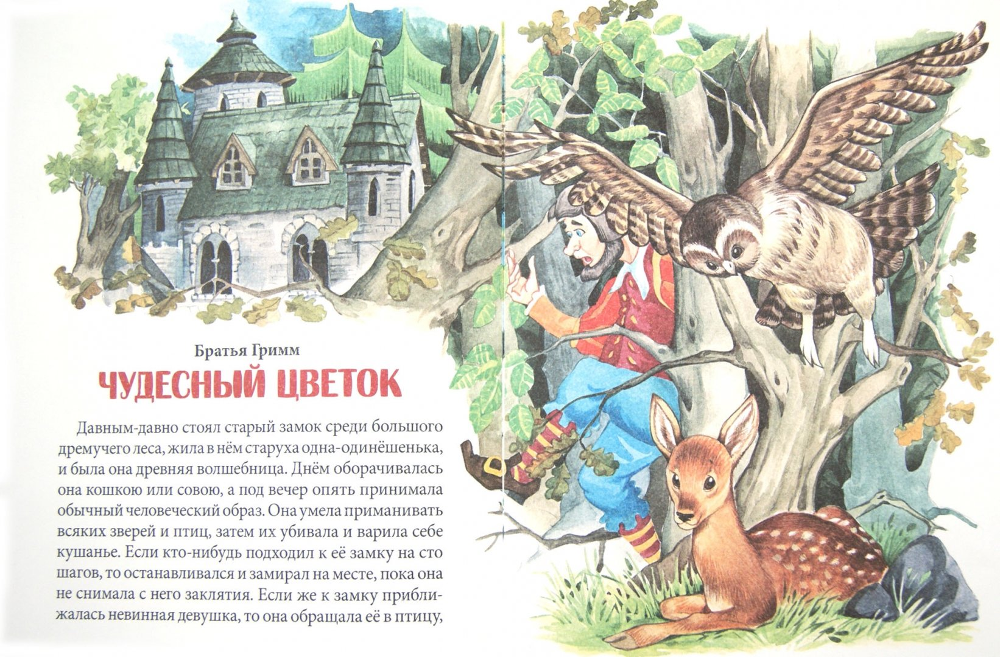 Братья Гримм
ЧУДЕСНЫЙ ЦВЕТОК
Давным-давно стоял старый замок среди большого
дремучего леса, жила в нём старуха одна-одинёшенька,
и была она древняя волшебница. Днём оборачивалась
она кошкою или совою, а под вечер опять принимала
обычный человеческий образ. Она умела приманивать
всяких зверей и птиц, затем их убивала и варила себе
кушанье. Если кто-нибудь подходил к её замку на сто
шагов, то останавливался и замирал на месте, пока она
не снимала с него заклятия. Если же к замку прибли-
жалась невинная девушка, то она обращала её в птицу,